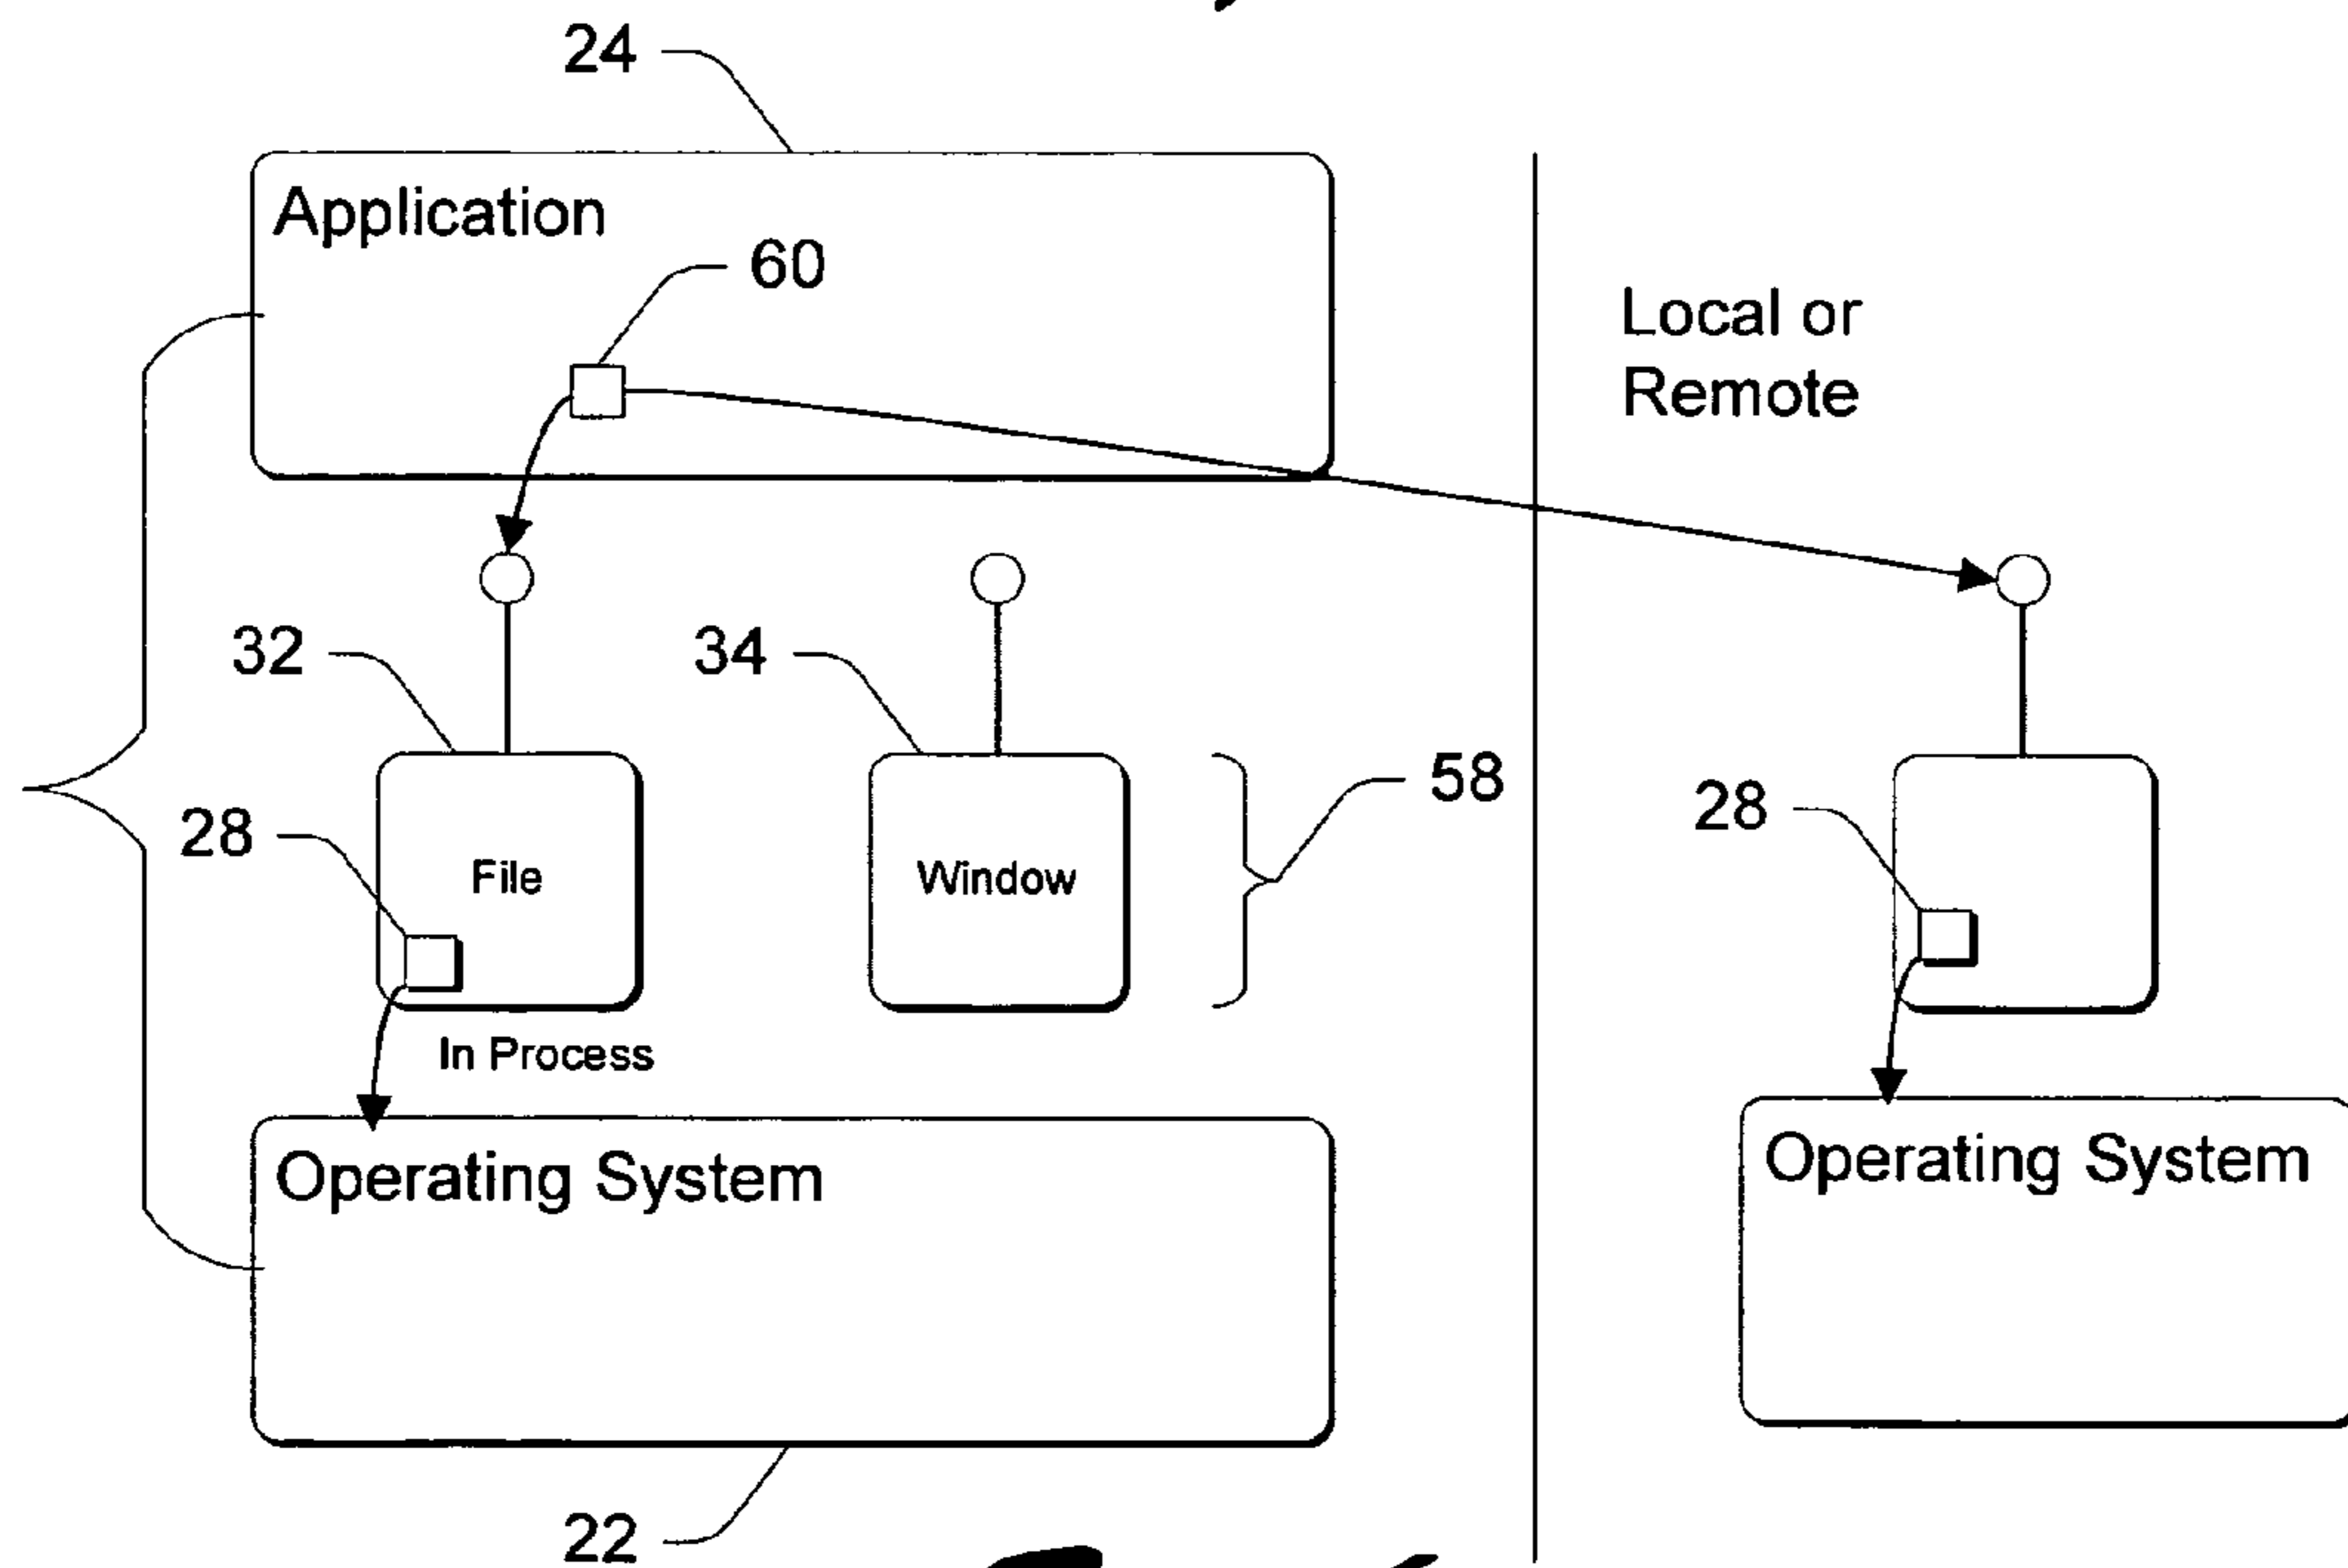 24
Application
60
Local or
Remote
32
34
58
28
File
Window
28
In Process
Operating System
Operating System
22